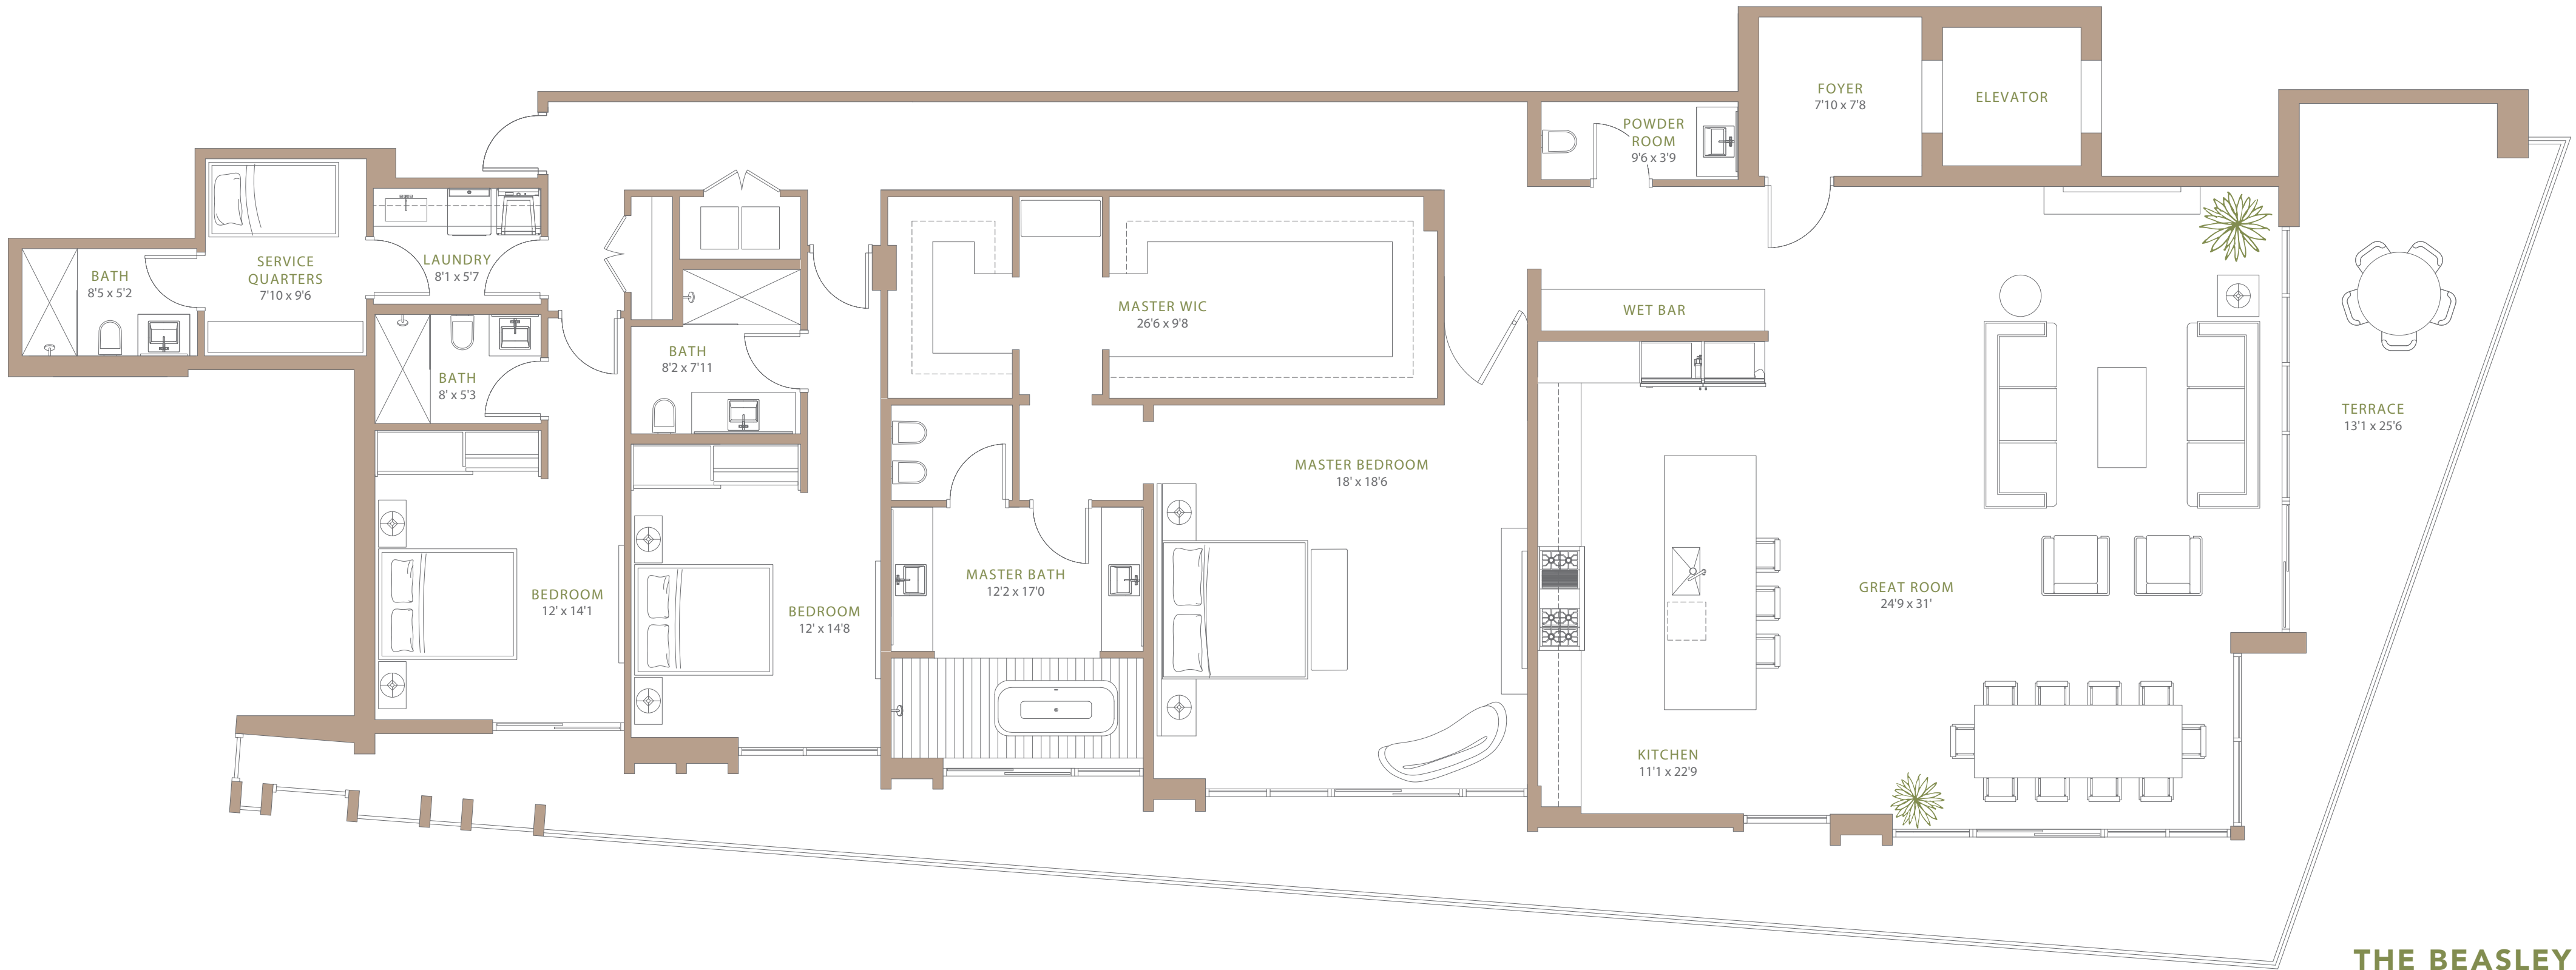 FOYER
7'10 x 7'8
ELEVATOR
POWDER
ROOM
9'6 x 3'9
SERVICE
QUARTERS
7'10 x 9'6
LAUNDRY
8'1 x 5'7
BATH
8'5 x 5'2
MASTER WIC
26'6 x 9'8
WET BAR
BATH
8'2 x 7'11
BATH
8' x 5'3
TERRACE
13'1 x 25'6
MASTER BEDROOM
18' x 18'6
MASTER BATH
12'2 x 17'0
GREAT ROOM
24'9 x 31'
BEDROOM
12' x 14'1
BEDROOM
12' x 14'8
KITCHEN
11'1 x 22'9
THE BEASLEY